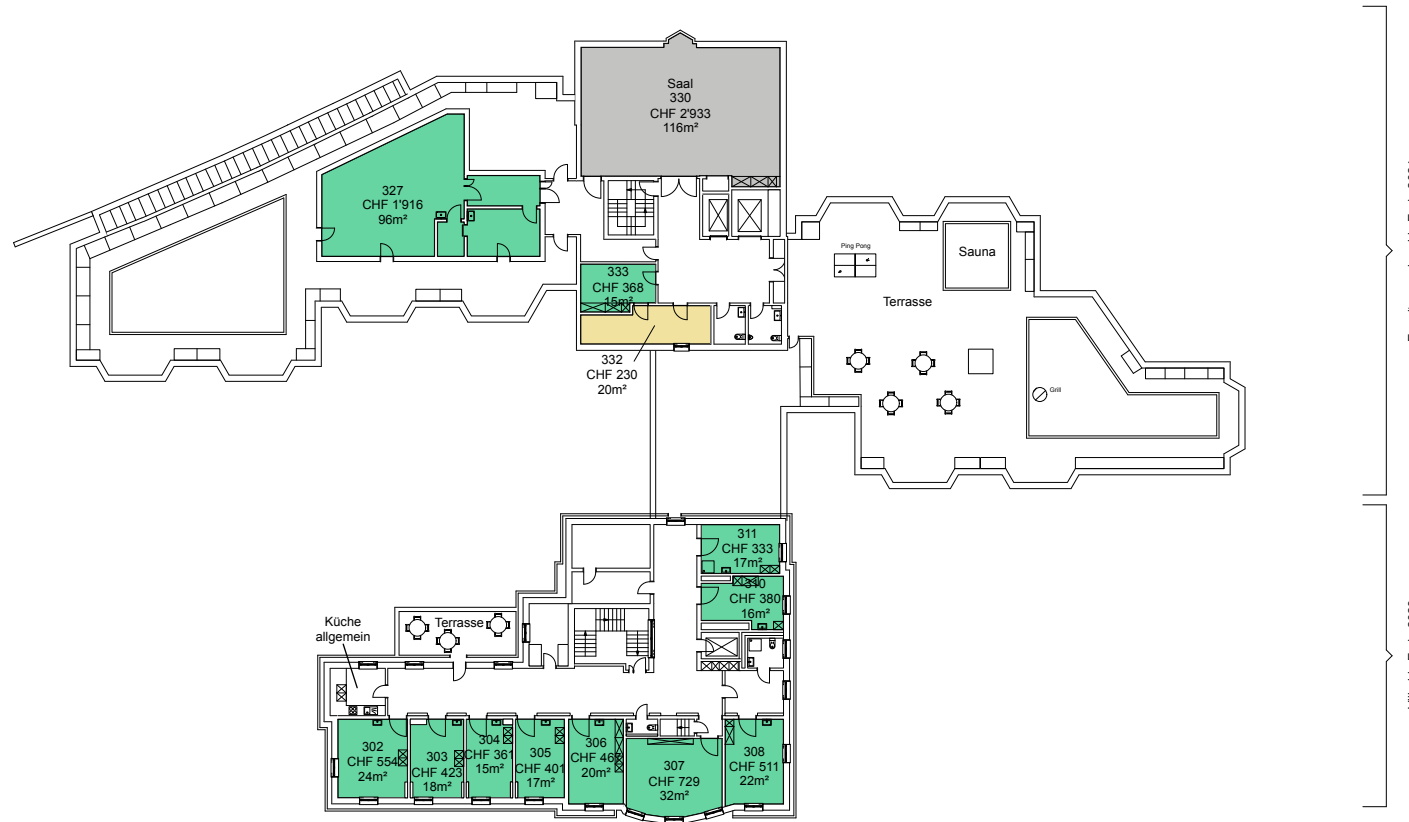 Saal
330
CHF 2'933
116m²
327
CHF 1'916
96m²
333
CHF 368
15m²
332
CHF 230
20m²
Ping Pong
Sauna
Terrasse
Grill
311
CHF 333
17m²
310
CHF 380
16m²
Küche
allgemein
Terrasse
302
CHF 554
24m²
303
CHF 423
18m²
304
CHF 361
15m²
305
CHF 401
17m²
306
20m²
307
CHF 729
32m²
308
CHF 511
22m²